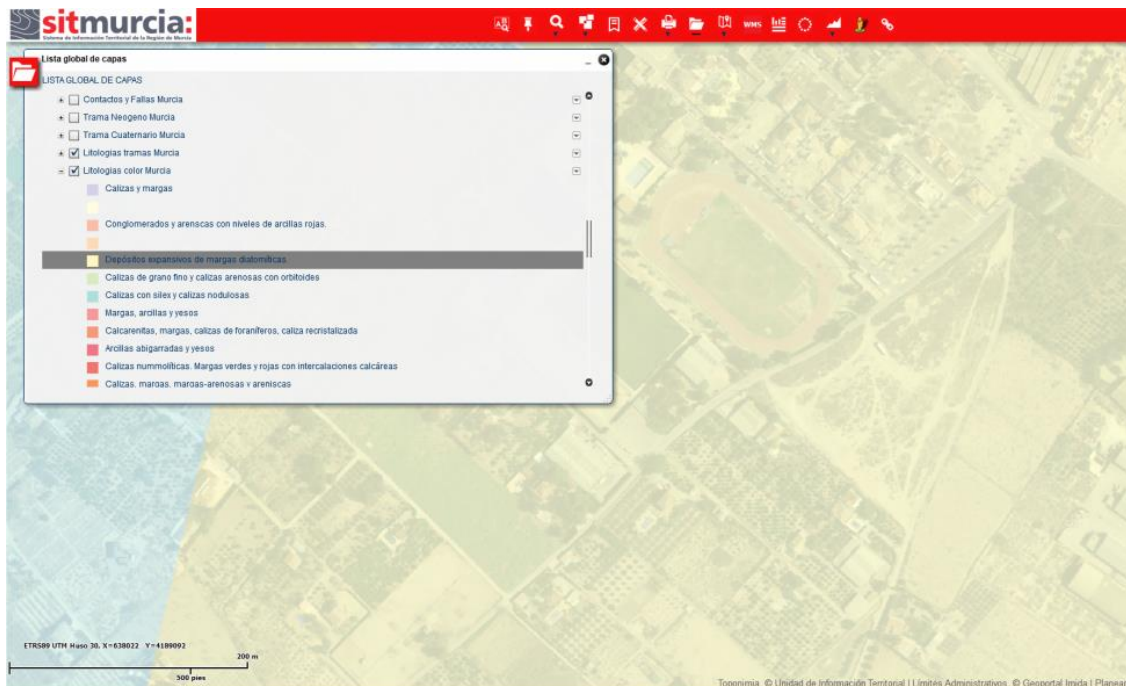 sitmurcia:
Sistema de Información Territorial de la Región de Murcia
WMS
Lista global de capas
LISTA GLOBAL DE CAPAS
Contactos y Fallas Murcia
Trama Neogeno Murcia
Trama Cuaternario Murcia
Litologias tramas Murcia
Litologias color Murcia
Calizas y margas
Conglomerados y arenscas con niveles de arcillas rojas.
Depósitos expansivos de margas diatomíticas.
Calizas de grano fino y calizas arenosas con orbitoides
Calizas con silex y calizas nodulosas
Margas, arcillas y yesos
Calcarenitas, margas, calizas de foraníferos, caliza recristalizada
Arcillas abigarradas y yesos
Calizas nummolíticas. Margas verdes y rojas con intercalaciones calcáreas
Calizas, margas, margas-arenosas y areniscas
ETRS89 UTM Huso 30, X=638022 Y=4189092
200 m
500 pies
Toponimia, © Unidad de Información Territorial | Límites Administrativos, © Geoportal Imida | Planeam